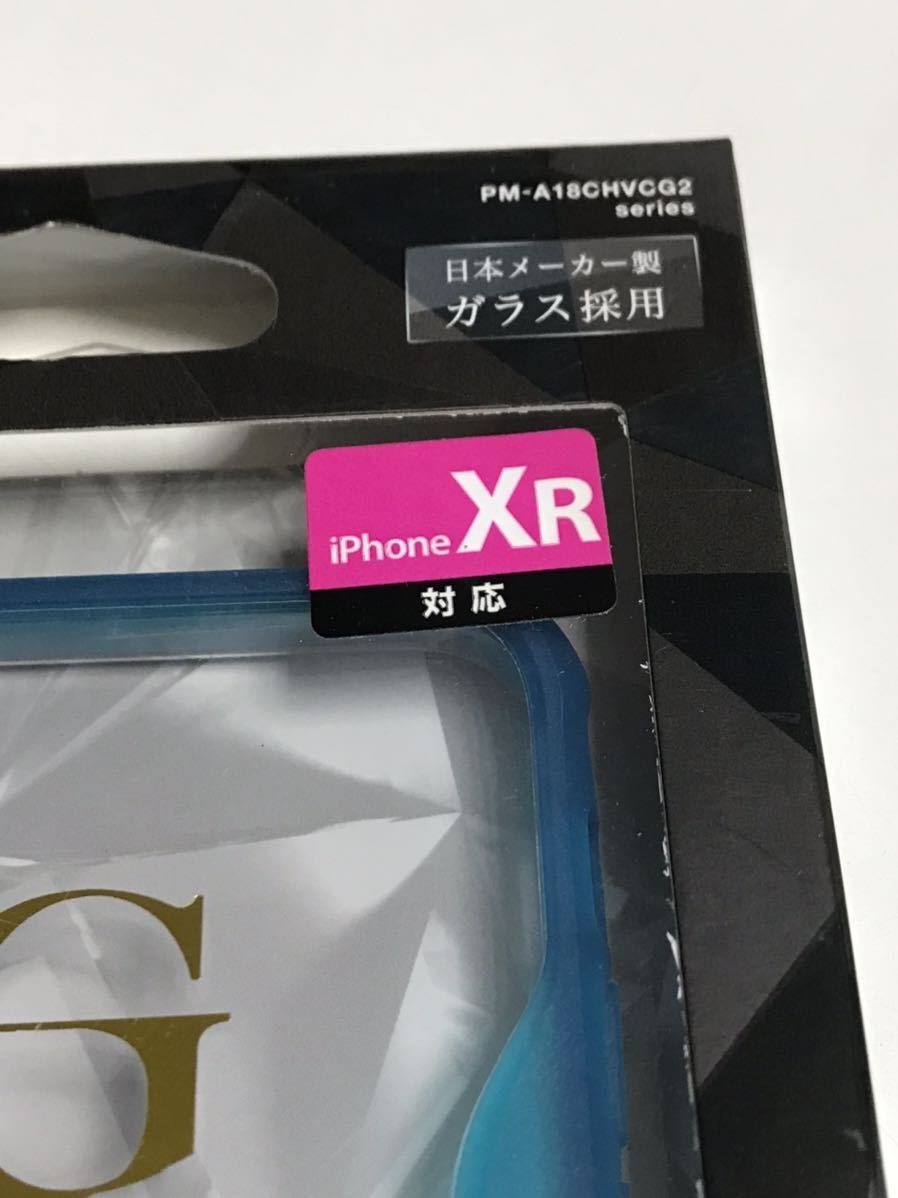 PM-A18CHVCG2
series
日本メーカー製
ガラス採用
iPhone XR
対応
G